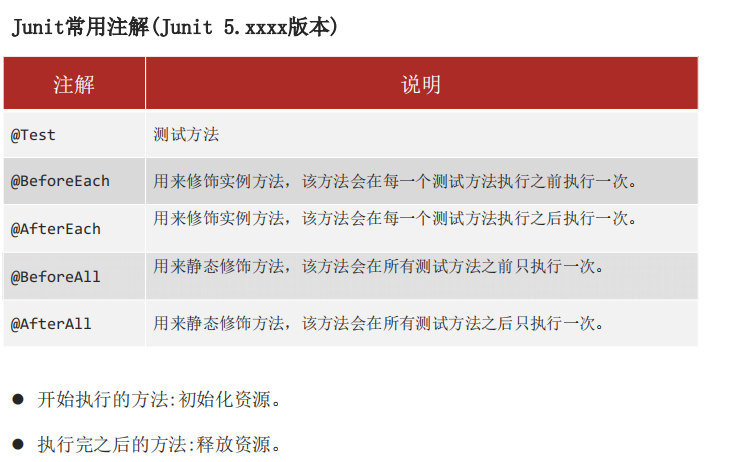 Junit常用注解(Junit 5.xxxx版本)
注解 说明
@Test 测试方法
@BeforeEach 用来修饰实例方法，该方法会在每一个测试方法执行之前执行一次。
@AfterEach 用来修饰实例方法，该方法会在每一个测试方法执行之后执行一次。
@BeforeAll 用来静态修饰方法，该方法会在所有测试方法之前只执行一次。
@AfterAll 用来静态修饰方法，该方法会在所有测试方法之后只执行一次。
● 开始执行的方法:初始化资源。
● 执行完之后的方法:释放资源。